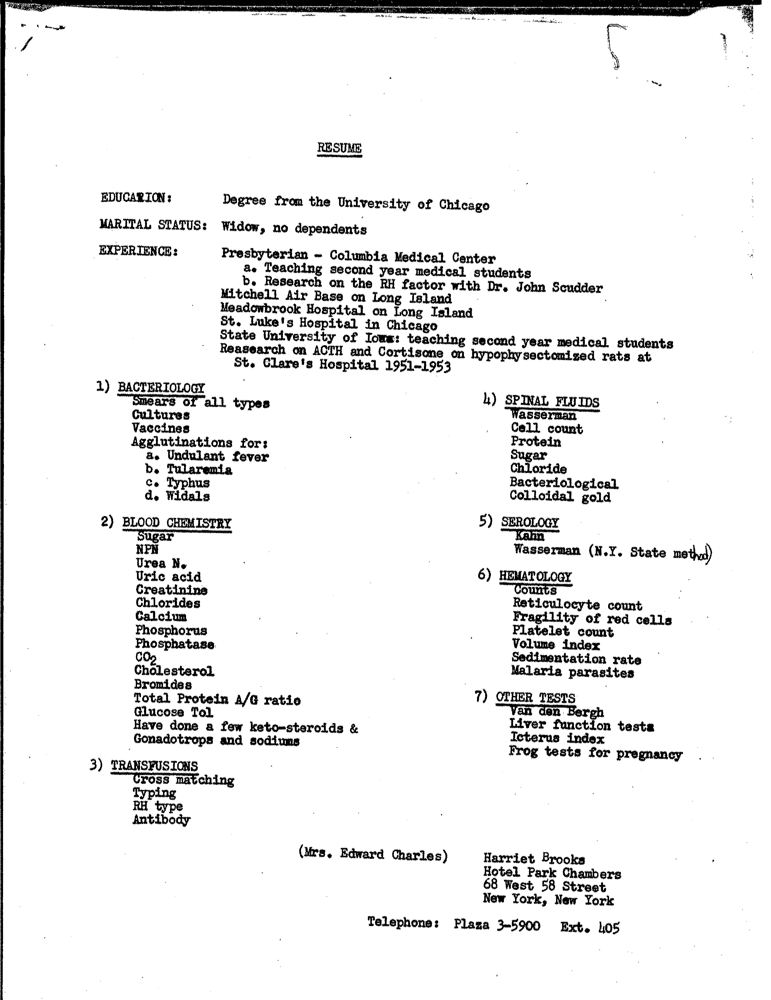 RESUME
EDUCATION: Degree from the University of Chicago
MARITAL STATUS: Widow, no dependents
EXPERIENCE: Presbyterian - Columbia Medical Center
a. Teaching second year medical students
b. Research on the RH factor with Dr. John Scudder
Mitchell Air Base on Long Island
Meadowbrook Hospital on Long Island
St. Luke's Hospital in Chicago
State University of Iowa: teaching second year medical students
Reasearch on ACTH and Cortisone on hypophysectomized rats at
St. Clare's Hospital 1951-1953
1) BACTERIOLOGY
Smears of all types
Cultures
Vaccines
Agglutinations for:
a. Undulant fever
b. Tularemia
c. Typhus
d. Widals
2) BLOOD CHEMISTRY
Sugar
NPN
Urea N.
Uric acid
Creatinine
Chlorides
Calcium
Phosphorus
Phosphatase
CO2
Cholesterol
Bromides
Total Protein A/G ratio
Glucose Tol
Have done a few keto-steroids &
Gonadotrops and sodiums
3) TRANSFUSIONS
Cross matching
Typing
RH type
Antibody
4) SPINAL FLUIDS
Wasserman
Cell count
Protein
Sugar
Chloride
Bacteriological
Colloidal gold
5) SEROLOGY
Kahn
Wasserman (N.Y. State method)
6) HEMATOLOGY
Counts
Reticulocyte count
Fragility of red cells
Platelet count
Volume index
Sedimentation rate
Malaria parasites
7) OTHER TESTS
Van den Bergh
Liver function tests
Icterus index
Frog tests for pregnancy
(Mrs. Edward Charles) Harriet Brooks
Hotel Park Chambers
68 West 58 Street
New York, New York
Telephone: Plaza 3-5900 Ext. 405